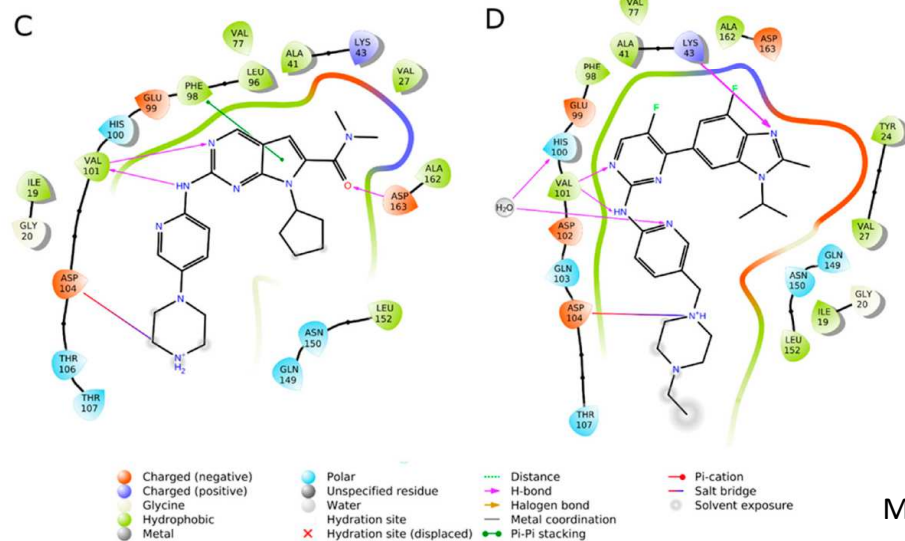 C
VAL
77
ALA
41
LYS
43
LEU
96
PHE
98
VAL
27
GLU
99
HIS
100
VAL
101
ILE
19
GLY
20
ASP
104
THR
106
THR
107
ALA
162
ASP
163
LEU
152
ASN
150
GLN
149
N
N
N
NH
N
N
NH₂⁺
O
N
D
VAL
77
ALA
41
LYS
43
ALA
162
ASP
163
PHE
98
GLU
99
HIS
100
VAL
101
H₂O
ASP
102
GLN
103
ASP
104
THR
107
TYR
24
VAL
27
GLN
149
ASN
150
GLY
20
ILE
19
LEU
152
F
F
N
N
N
N
NH
N
N⁺H
N
Charged (negative)
Charged (positive)
Glycine
Hydrophobic
Metal
Polar
Unspecified residue
Water
Hydration site
Hydration site (displaced)
Distance
H-bond
Halogen bond
Metal coordination
Pi-Pi stacking
Pi-cation
Salt bridge
Solvent exposure
M